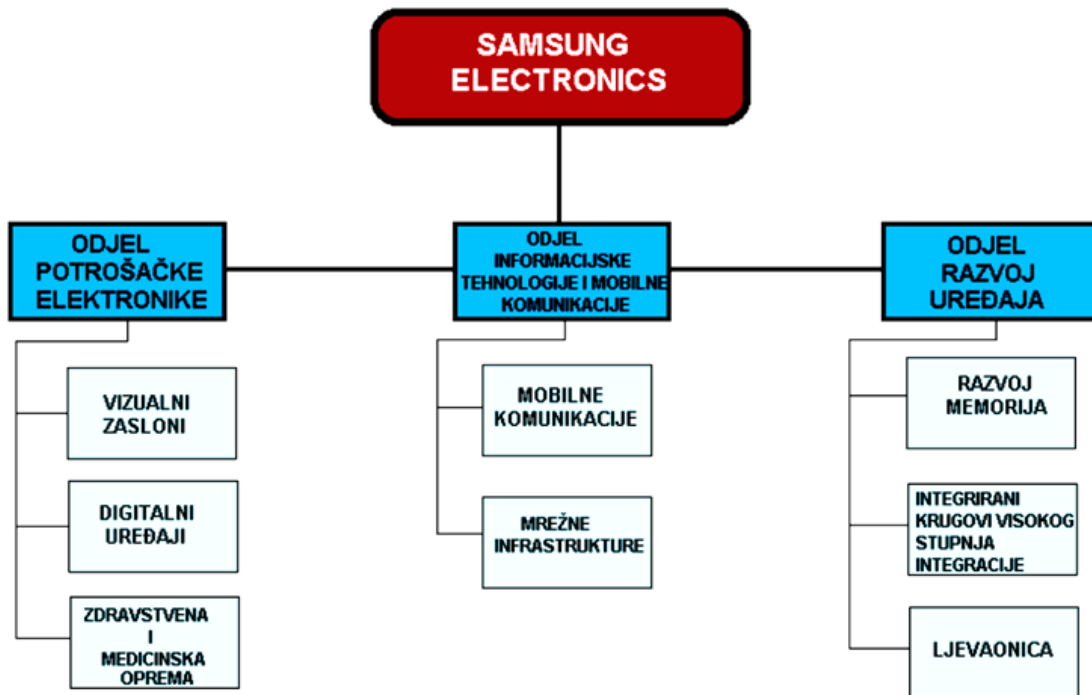 SAMSUNG
ELECTRONICS
ODJEL
POTROŠAČKE
ELEKTRONIKE
ODJEL
INFORMACIJSKE
TEHNOLOGIJE I MOBILNE
KOMUNIKACIJE
ODJEL
RAZVOJ
UREĐAJA
VIZUALNI
ZASLONI
DIGITALNI
UREĐAJI
ZDRAVSTVENA
I
MEDICINSKA
OPREMA
MOBILNE
KOMUNIKACIJE
MREŽNE
INFRASTRUKTURE
RAZVOJ
MEMORIJA
INTEGRIRANI
KRUGOVI VISOKOG
STUPNJA
INTEGRACIJE
LJEVAONICA